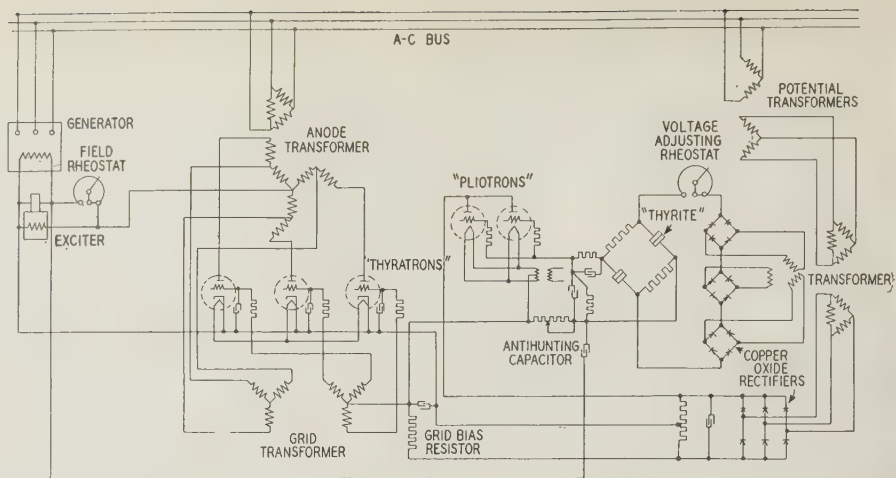 A-C BUS
GENERATOR
FIELD
RHEOSTAT
EXCITER
ANODE
TRANSFORMER
"THYRATRONS"
GRID
TRANSFORMER
"PLIOTRONS"
VOLTAGE
ADJUSTING
RHEOSTAT
"THYRITE"
POTENTIAL
TRANSFORMERS
TRANSFORMER
ANTIHUNTING
CAPACITOR
GRID BIAS
RESISTOR
COPPER
OXIDE
RECTIFIERS